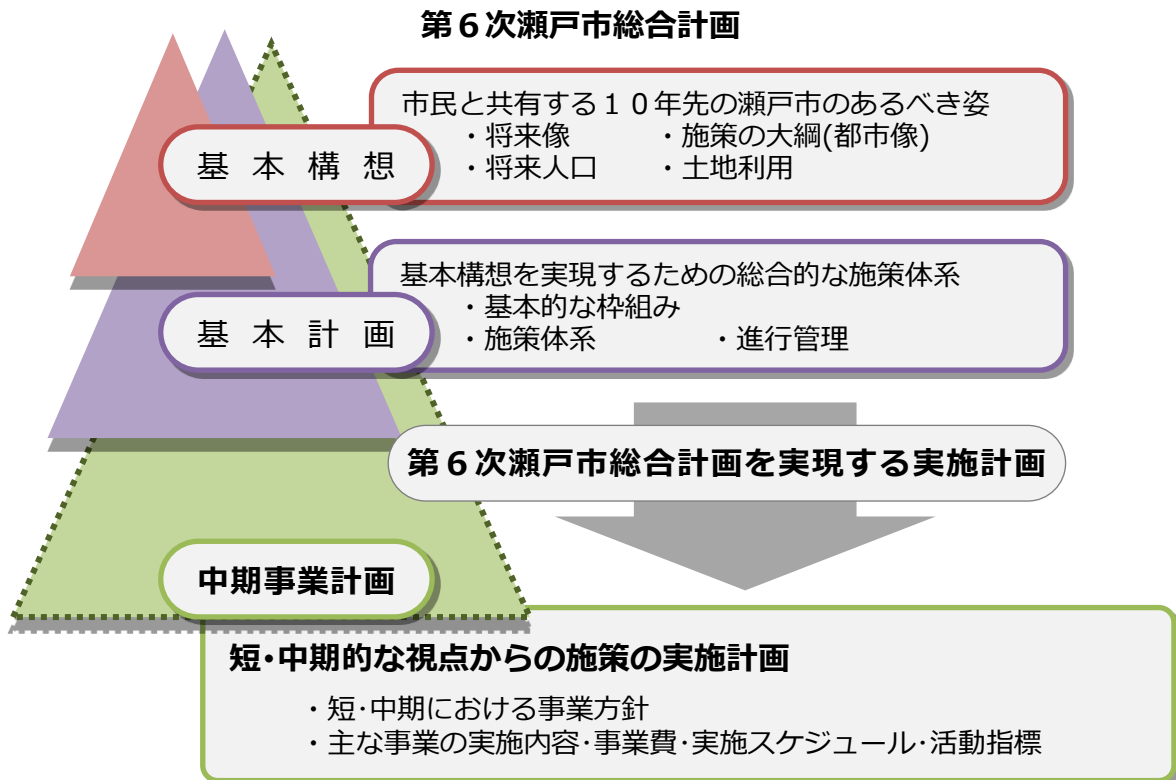 第６次瀬戸市総合計画
市民と共有する１０年先の瀬戸市のあるべき姿
・将来像 ・施策の大綱(都市像)
・将来人口 ・土地利用
基本構想
基本構想を実現するための総合的な施策体系
・基本的な枠組み
・施策体系 ・進行管理
基本計画
第６次瀬戸市総合計画を実現する実施計画
中期事業計画
短・中期的な視点からの施策の実施計画
・短・中期における事業方針
・主な事業の実施内容・事業費・実施スケジュール・活動指標